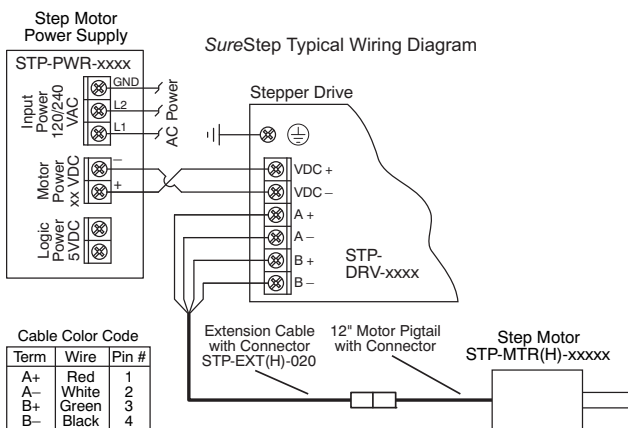 Step Motor
Power Supply
SureStep Typical Wiring Diagram
STP-PWR-xxxx
Input
Power
120/240
VAC
GND
L2
L1
AC Power
Motor
Power
xx VDC
–
+
Logic
Power
5VDC
Stepper Drive
VDC +
VDC –
A +
A –
B +
B –
STP-
DRV-xxxx
Extension Cable
with Connector
STP-EXT(H)-020
12" Motor Pigtail
with Connector
Step Motor
STP-MTR(H)-xxxxx
Cable Color Code
Term Wire Pin #
A+ Red 1
A– White 2
B+ Green 3
B– Black 4